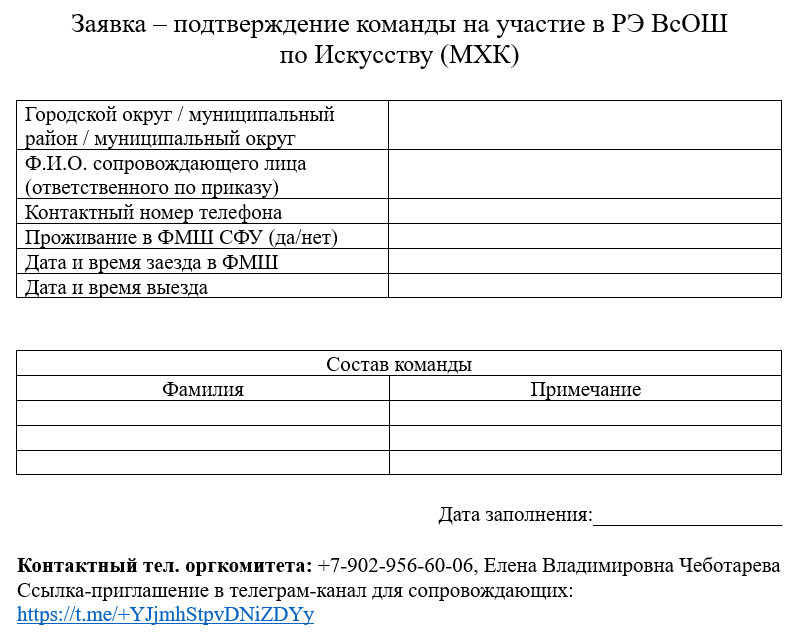 Заявка – подтверждение команды на участие в РЭ ВсОШ
по Искусству (МХК)
Городской округ / муниципальный
район / муниципальный округ
Ф.И.О. сопровождающего лица
(ответственного по приказу)
Контактный номер телефона
Проживание в ФМШ СФУ (да/нет)
Дата и время заезда в ФМШ
Дата и время выезда
Состав команды
Фамилия Примечание
Дата заполнения:__________________
Контактный тел. оргкомитета: +7-902-956-60-06, Елена Владимировна Чеботарева
Ссылка-приглашение в телеграм-канал для сопровождающих:
https://t.me/+YJjmhStpvDNiZDYy